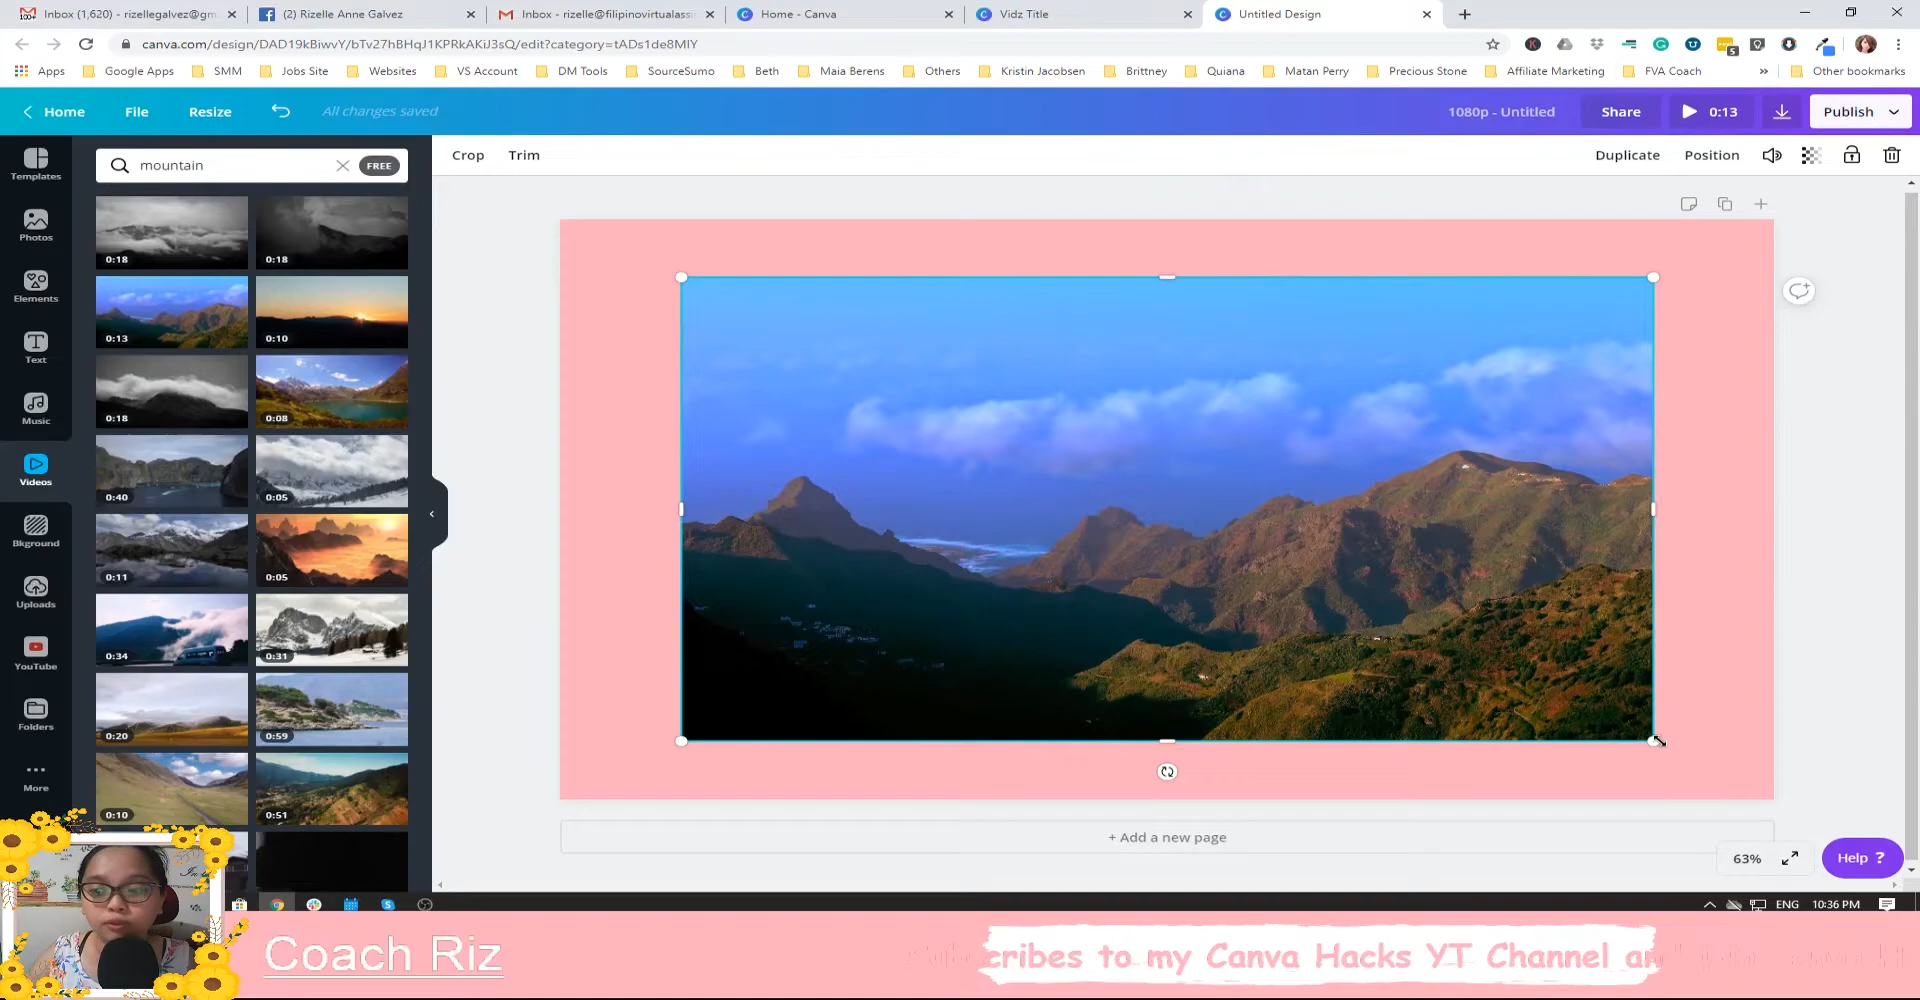 Inbox (1,620) - rizellegalvez@gm
(2) Rizelle Anne Galvez
Inbox - rizelle@filipinovirtualassi
Home - Canva
Vidz Title
Untitled Design
canva.com/design/DAD19kBiwvY/bTv27hBHqJ1KPRkAKiJ3sQ/edit?category=tADs1de8MIY
5
Apps
Google Apps
SMM
Jobs Site
Websites
VS Account
DM Tools
SourceSumo
Beth
Maia Berens
Others
Kristin Jacobsen
Brittney
Quiana
Matan Perry
Precious Stone
Affiliate Marketing
FVA Coach
»
Other bookmarks
Home
File
Resize
All changes saved
1080p - Untitled
Share
0:13
Publish
Templates
Photos
Elements
Text
Music
Videos
Bkground
Uploads
YouTube
Folders
More
mountain
FREE
0:18
0:18
0:13
0:10
0:18
0:08
0:40
0:05
0:11
0:05
0:34
0:31
0:20
0:59
0:10
0:51
Crop
Trim
Duplicate
Position
+ Add a new page
63%
Help ?
ENG
10:36 PM
Coach Riz
cribes to my Canva Hacks YT Channel